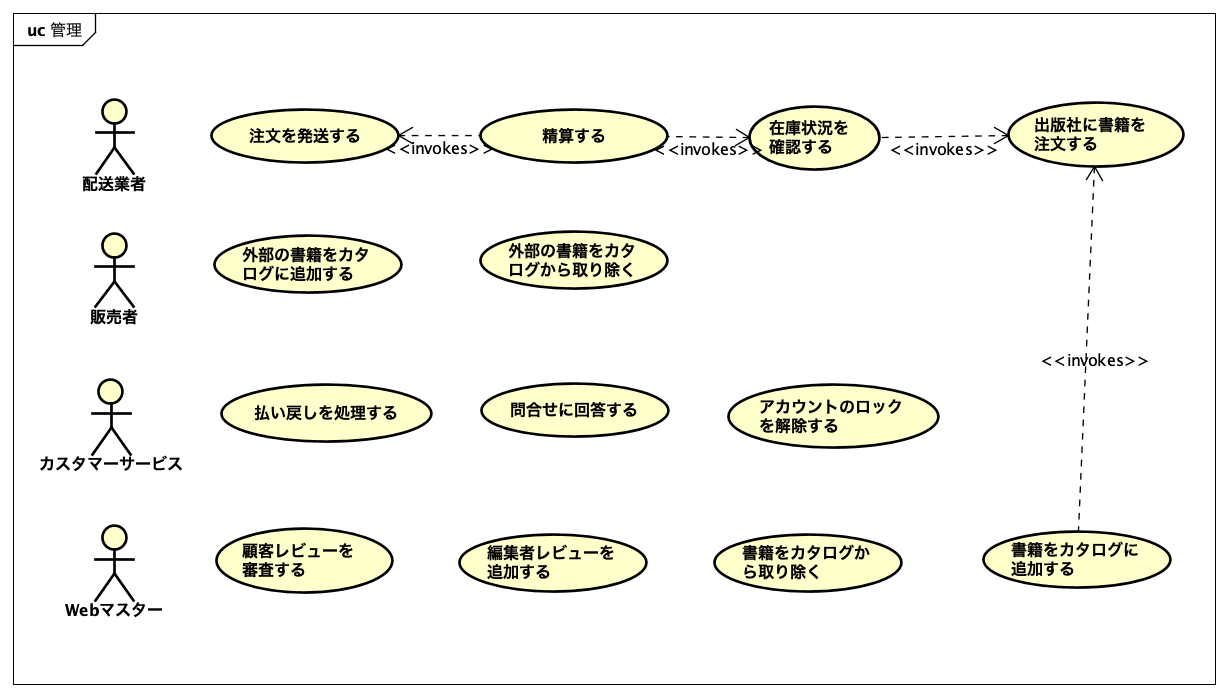 uc 管理
注文を発送する
精算する
在庫状況を
確認する
出版社に書籍を
注文する
<<invokes>>
<<invokes>>
<<invokes>>
配送業者
外部の書籍をカタ
ログに追加する
外部の書籍をカタ
ログから取り除く
販売者
<<invokes>>
払い戻しを処理する
問合せに回答する
アカウントのロック
を解除する
カスタマーサービス
顧客レビューを
審査する
編集者レビューを
追加する
書籍をカタログか
ら取り除く
書籍をカタログに
追加する
Webマスター